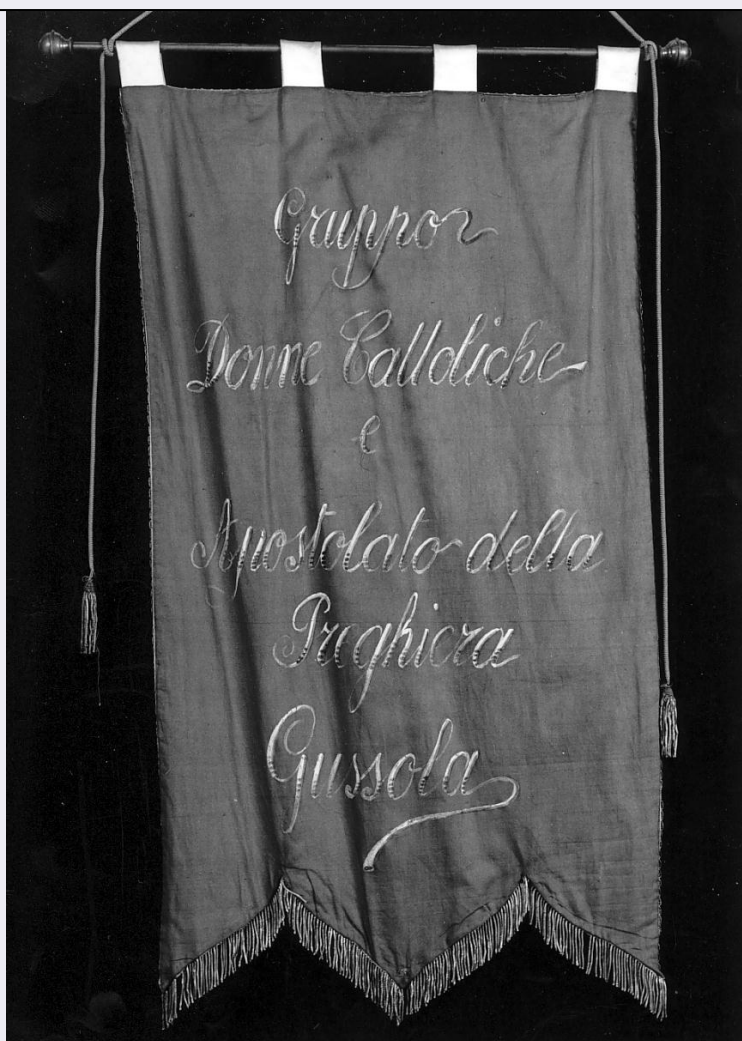 Gruppo
Donne Cattoliche
e
Apostolato della
Preghiera
Gussola